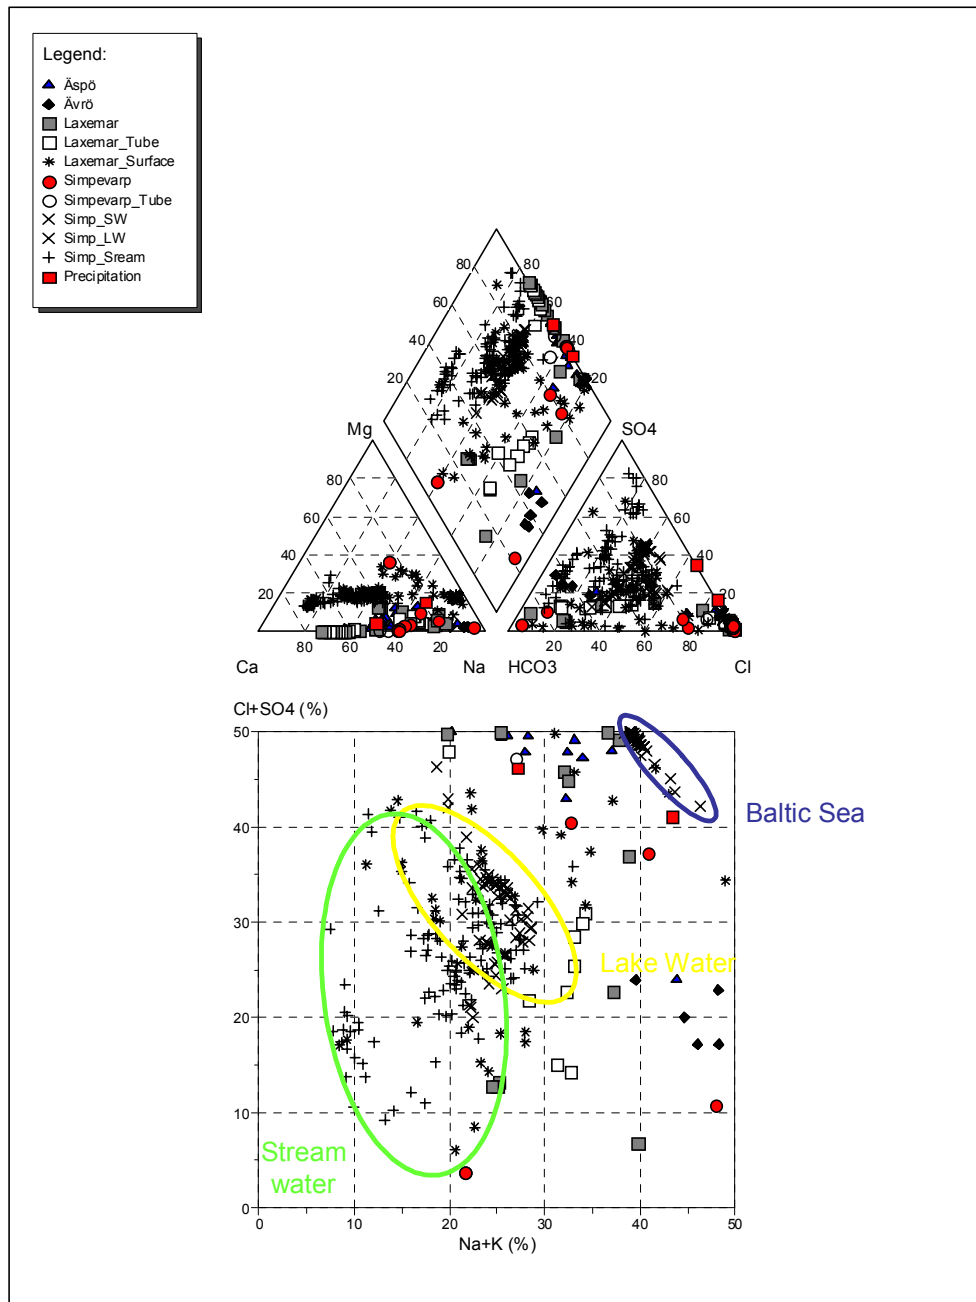 Legend:
Äspö
Ävrö
Laxemar
Laxemar_Tube
Laxemar_Surface
Simpevarp
Simpevarp_Tube
Simp_SW
Simp_LW
Simp_Sream
Precipitation
80 80
60 60
40 40
20 20
Mg SO4
80 80
60 60
40 40
20 20
80 60 40 20 20 40 60 80
Ca Na HCO3 Cl
Cl+SO4 (%)
50
40
30
20
10
0
Baltic Sea
Lake Water
Stream
water
0 10 20 30 40 50
Na+K (%)